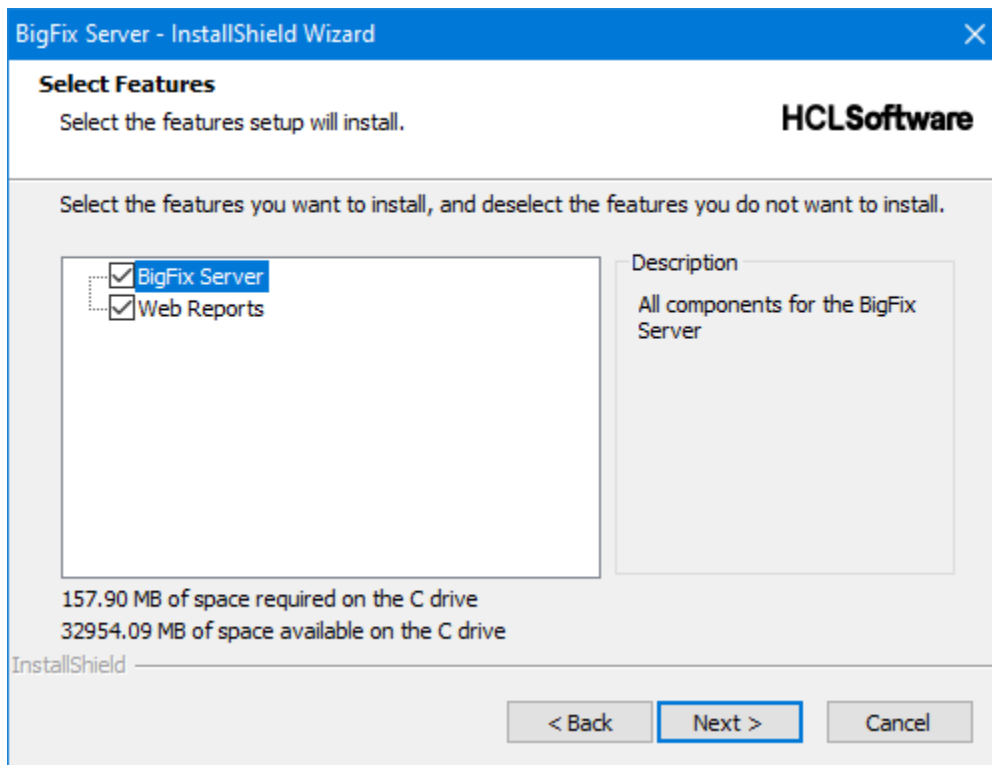 BigFix Server - InstallShield Wizard
Select Features
Select the features setup will install.
HCLSoftware
Select the features you want to install, and deselect the features you do not want to install.
BigFix Server
Web Reports
Description
All components for the BigFix
Server
157.90 MB of space required on the C drive
32954.09 MB of space available on the C drive
InstallShield
< Back
Next >
Cancel